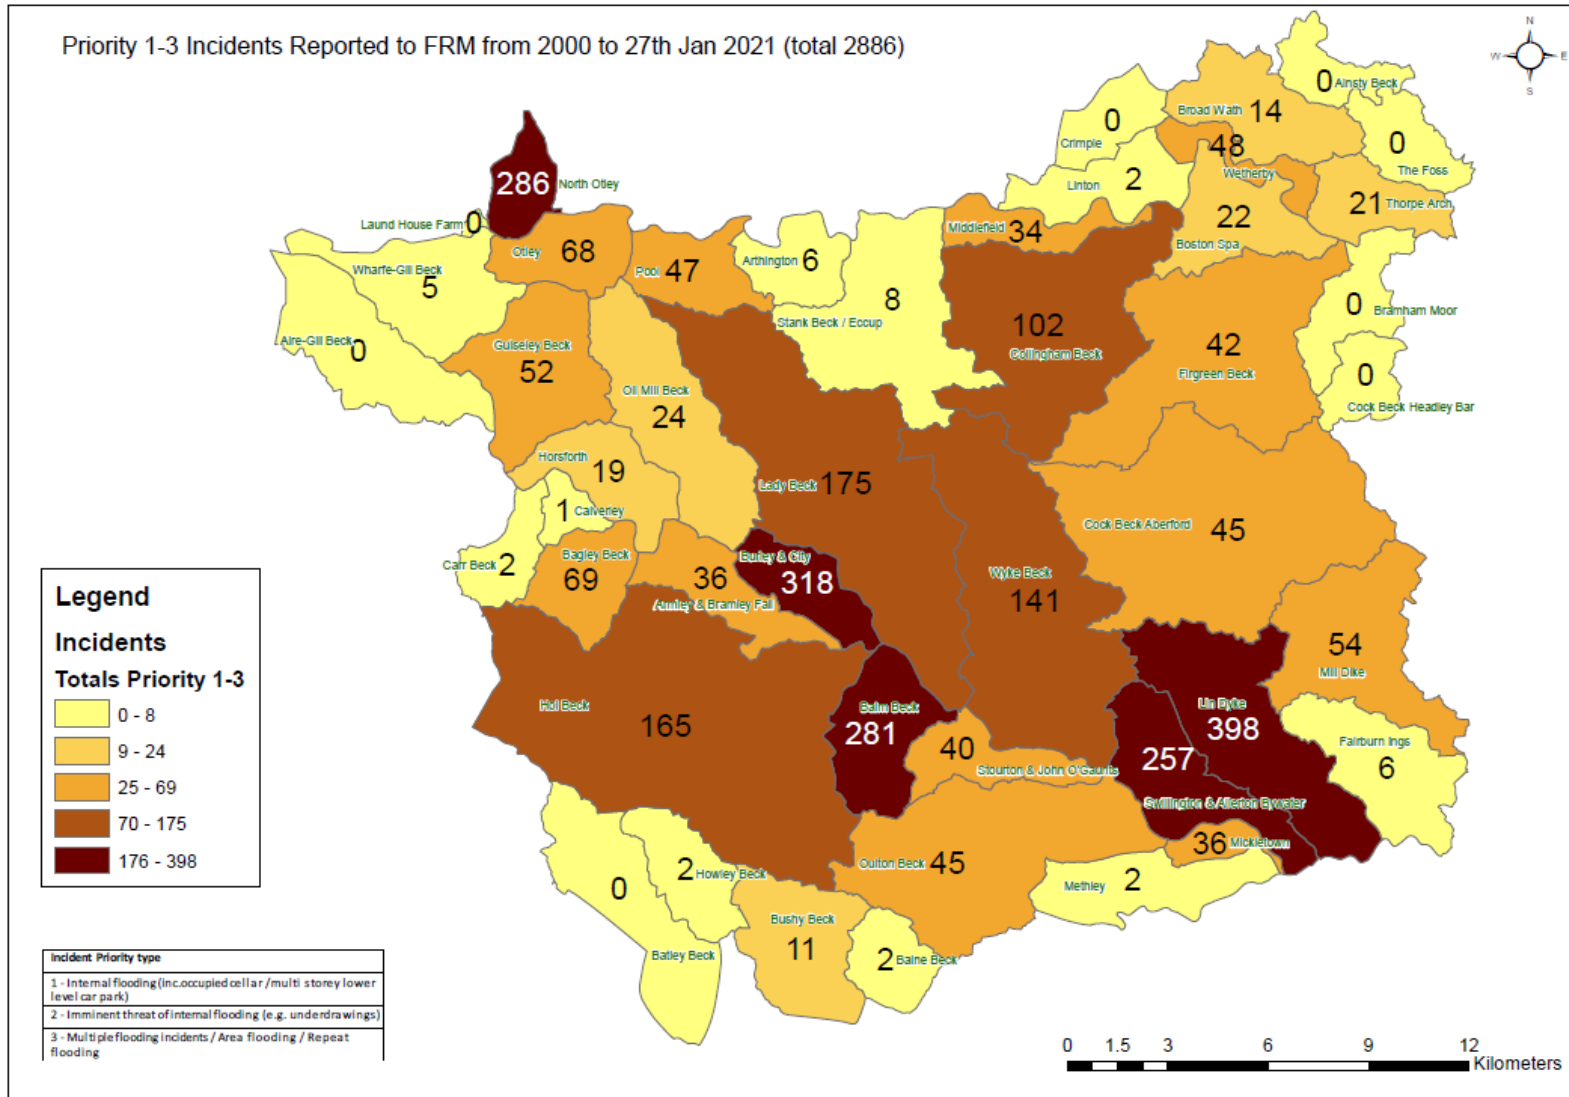 Priority 1-3 Incidents Reported to FRM from 2000 to 27th Jan 2021 (total 2886)
N
W
E
S
0
Ainsty Beck
Broad Wath 14
0
Crimple
48
Wetherby
0
The Foss
Linton 2
286
North Otley
21 Thorpe Arch
22
Boston Spa
Laund House Farm 0
Middlefield 34
Otley 68
Pool 47
Arthington 6
Wharfe-Gill Beck
5
8
Stank Beck / Eccup
0
Bramham Moor
102
Collingham Beck
42
Firgreen Beck
Aire-Gill Beck
0
Guiseley Beck
52
0
Cock Beck Headley Bar
Oil Mill Beck
24
Horsforth
19
Lady Beck 175
1 Calverley
Cock Beck Aberford 45
Carr Beck 2
Bagley Beck
69
36
Armley & Bramley Fall
Burley & City
318
Wyke Beck
141
54
Mill Dike
Hol Beck
165
Balm Beck
281
Lin Dyke
398
40
Stourton & John O'Gaunts
257
Swillington & Allerton Bywater
Fairburn Ings
6
36 Mickletown
Oulton Beck 45
Methley 2
2
Howley Beck
0
Batley Beck
Bushy Beck
11
2 Baine Beck
Legend
Incidents
Totals Priority 1-3
0 - 8
9 - 24
25 - 69
70 - 175
176 - 398
Incident Priority type
1 - Internal flooding (inc.occupied cellar / multi storey lower
level car park)
2 - Imminent threat of internal flooding (e.g. underdrawings)
3 - Multiple flooding incidents / Area flooding / Repeat
flooding
0 1.5 3 6 9 12
Kilometers